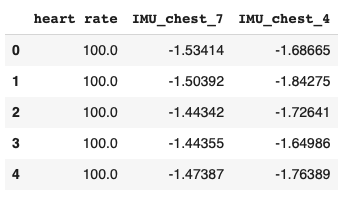 heart rate IMU_chest_7 IMU_chest_4
0 100.0 -1.53414 -1.68665
1 100.0 -1.50392 -1.84275
2 100.0 -1.44342 -1.72641
3 100.0 -1.44355 -1.64986
4 100.0 -1.47387 -1.76389